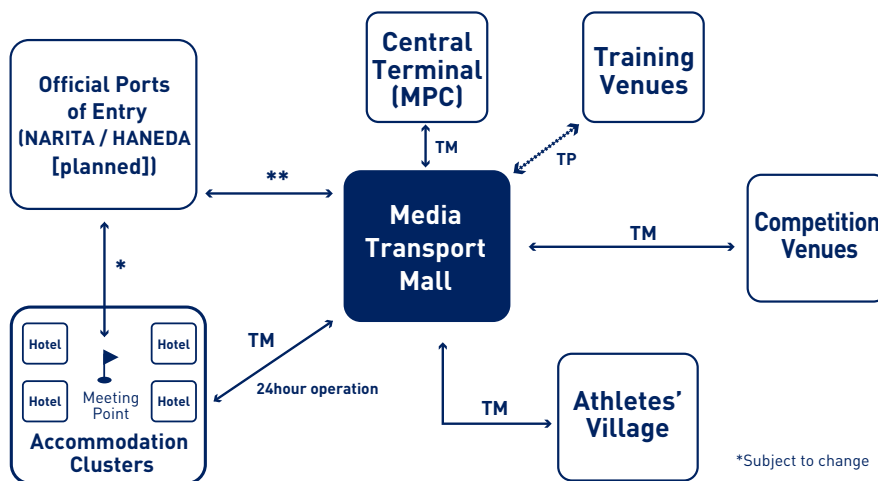 Official Ports
of Entry
(NARITA / HANEDA
[planned])
Central
Terminal
(MPC)
Training
Venues
TM
TP
**
Media
Transport
Mall
TM
Competition
Venues
*
Hotel
Hotel
Hotel
Hotel
Meeting
Point
Accommodation
Clusters
TM
24hour operation
TM
Athletes’
Village
*Subject to change